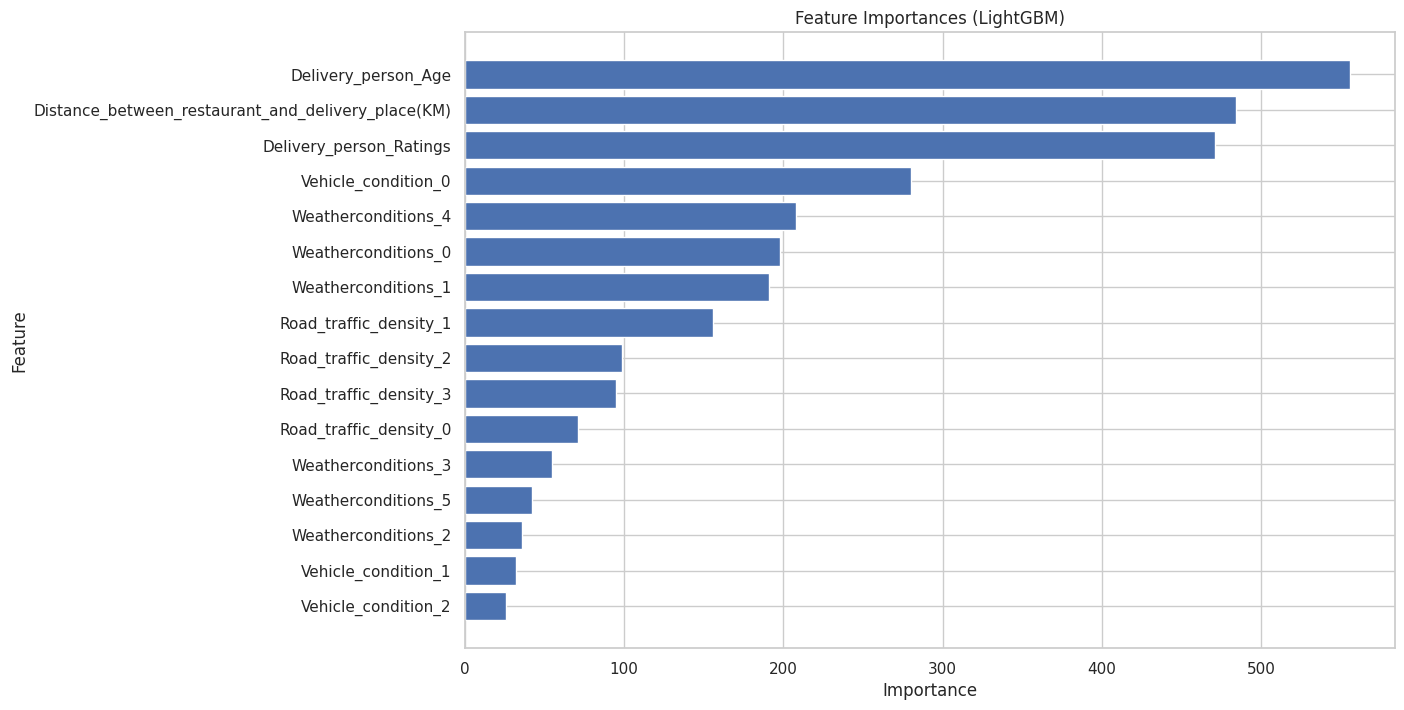 Feature Importances (LightGBM)
Feature
Delivery_person_Age
Distance_between_restaurant_and_delivery_place(KM)
Delivery_person_Ratings
Vehicle_condition_0
Weatherconditions_4
Weatherconditions_0
Weatherconditions_1
Road_traffic_density_1
Road_traffic_density_2
Road_traffic_density_3
Road_traffic_density_0
Weatherconditions_3
Weatherconditions_5
Weatherconditions_2
Vehicle_condition_1
Vehicle_condition_2
0 100 200 300 400 500
Importance